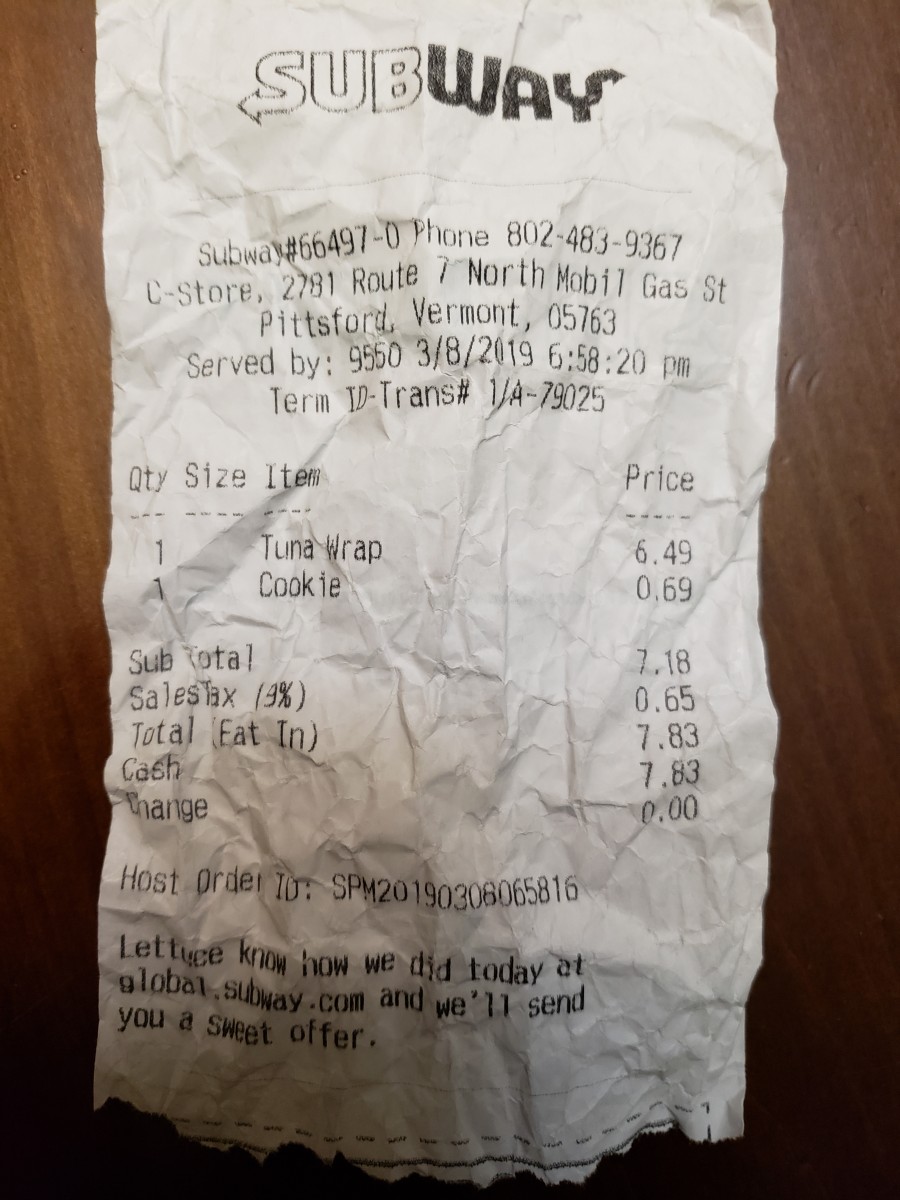 SUBWAY
Subway#66497-0 Phone 802-483-9367
C-Store, 2781 Route 7 North Mobil Gas St
Pittsford, Vermont, 05763
Served by: 9550 3/8/2019 6:58:20 pm
Term ID-Trans# 1/A-79025
Qty Size Item Price
--- ---- ---- -----
1 Tuna Wrap 6.49
1 Cookie 0.69
Sub Total 7.18
SalesTax (9%) 0.65
Total (Eat In) 7.83
Cash 7.83
Change 0.00
Host Order ID: SPM20190308065816
Lettuce know how we did today at
global.subway.com and we'll send
you a sweet offer.